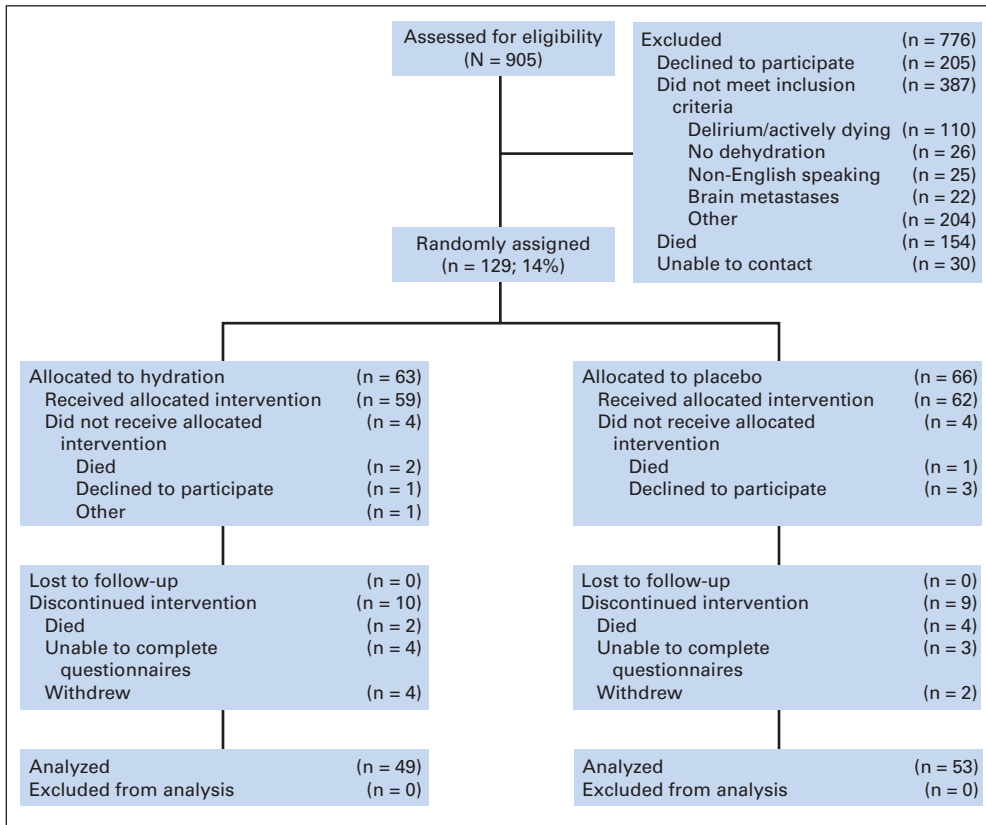 Assessed for eligibility
(N = 905)
Excluded (n = 776)
Declined to participate (n = 205)
Did not meet inclusion (n = 387)
criteria
Delirium/actively dying (n = 110)
No dehydration (n = 26)
Non-English speaking (n = 25)
Brain metastases (n = 22)
Other (n = 204)
Died (n = 154)
Unable to contact (n = 30)
Randomly assigned
(n = 129; 14%)
Allocated to hydration (n = 63)
Received allocated intervention (n = 59)
Did not receive allocated (n = 4)
intervention
Died (n = 2)
Declined to participate (n = 1)
Other (n = 1)
Allocated to placebo (n = 66)
Received allocated intervention (n = 62)
Did not receive allocated (n = 4)
intervention
Died (n = 1)
Declined to participate (n = 3)
Lost to follow-up (n = 0)
Discontinued intervention (n = 10)
Died (n = 2)
Unable to complete (n = 4)
questionnaires
Withdrew (n = 4)
Lost to follow-up (n = 0)
Discontinued intervention (n = 9)
Died (n = 4)
Unable to complete (n = 3)
questionnaires
Withdrew (n = 2)
Analyzed (n = 49)
Excluded from analysis (n = 0)
Analyzed (n = 53)
Excluded from analysis (n = 0)